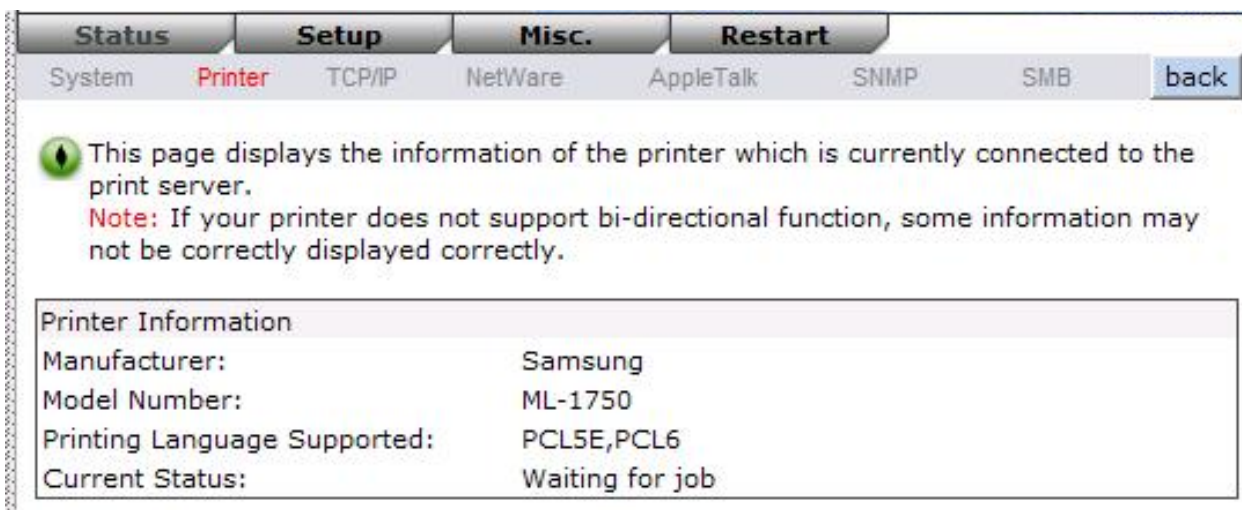 Status Setup Misc. Restart
System Printer TCP/IP NetWare AppleTalk SNMP SMB back
This page displays the information of the printer which is currently connected to the
print server.
Note: If your printer does not support bi-directional function, some information may
not be correctly displayed correctly.
Printer Information
Manufacturer: Samsung
Model Number: ML-1750
Printing Language Supported: PCL5E,PCL6
Current Status: Waiting for job